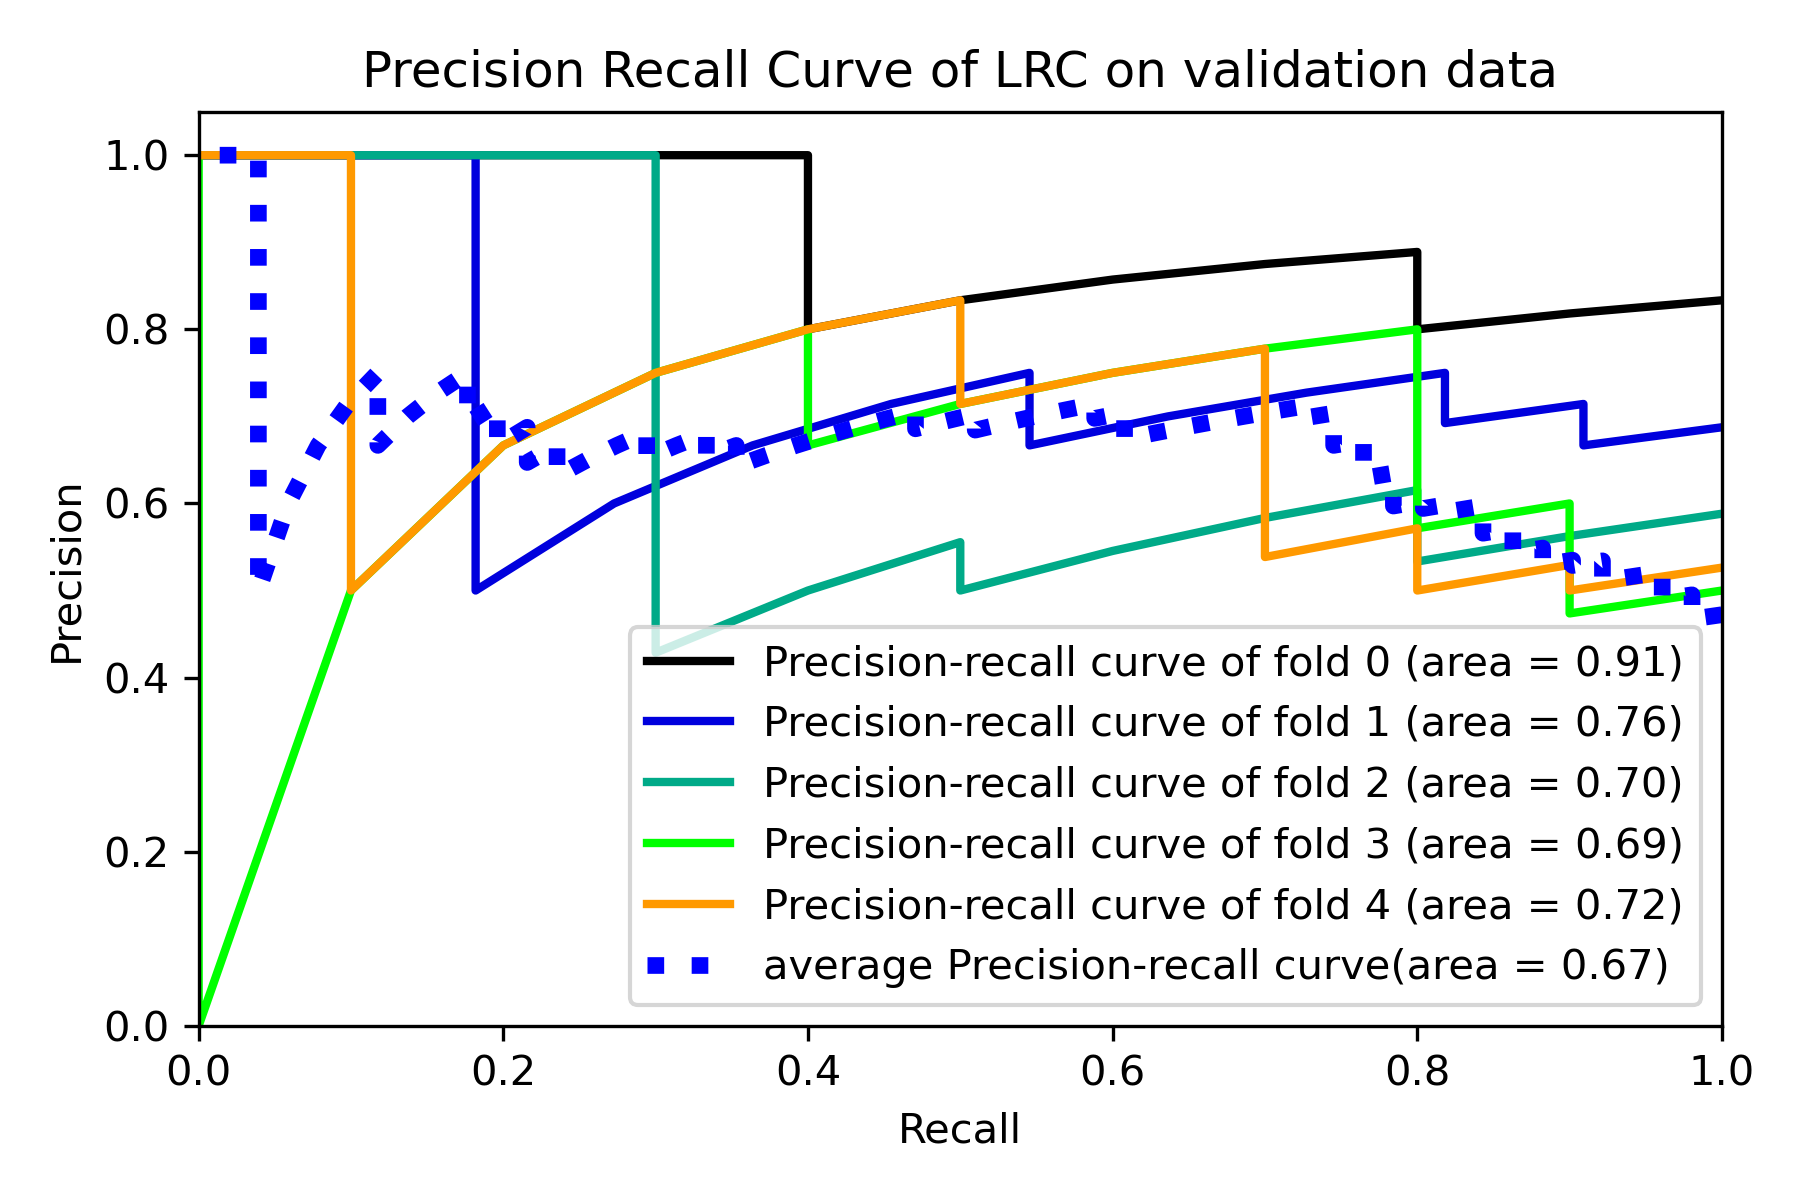 Precision Recall Curve of LRC on validation data
1.0
0.8
0.6
0.4
0.2
0.0
Precision
Precision-recall curve of fold 0 (area = 0.91)
Precision-recall curve of fold 1 (area = 0.76)
Precision-recall curve of fold 2 (area = 0.70)
Precision-recall curve of fold 3 (area = 0.69)
Precision-recall curve of fold 4 (area = 0.72)
average Precision-recall curve(area = 0.67)
0.0 0.2 0.4 0.6 0.8 1.0
Recall